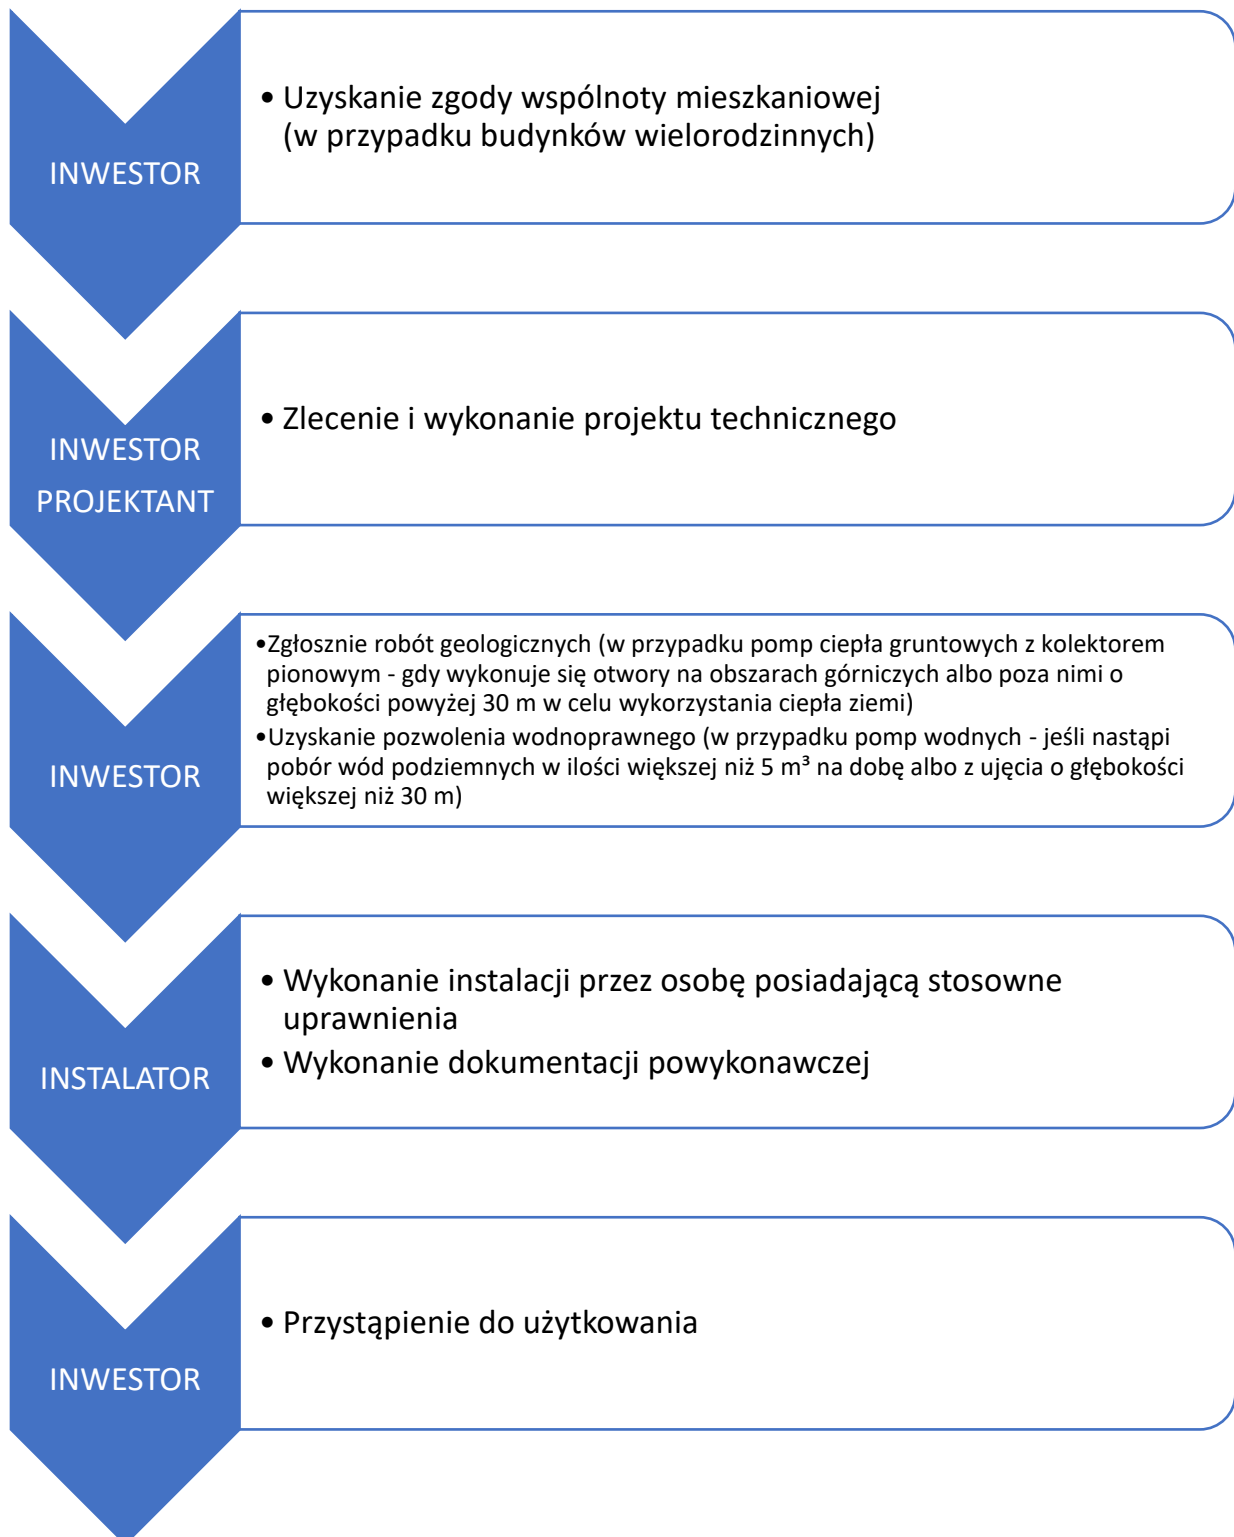 INWESTOR
• Uzyskanie zgody wspólnoty mieszkaniowej
(w przypadku budynków wielorodzinnych)
INWESTOR
PROJEKTANT
• Zlecenie i wykonanie projektu technicznego
INWESTOR
•Zgłosznie robót geologicznych (w przypadku pomp ciepła gruntowych z kolektorem
pionowym - gdy wykonuje się otwory na obszarach górniczych albo poza nimi o
głębokości powyżej 30 m w celu wykorzystania ciepła ziemi)
•Uzyskanie pozwolenia wodnoprawnego (w przypadku pomp wodnych - jeśli nastąpi
pobór wód podziemnych w ilości większej niż 5 m³ na dobę albo z ujęcia o głębokości
większej niż 30 m)
INSTALATOR
• Wykonanie instalacji przez osobę posiadającą stosowne
uprawnienia
• Wykonanie dokumentacji powykonawczej
INWESTOR
• Przystąpienie do użytkowania